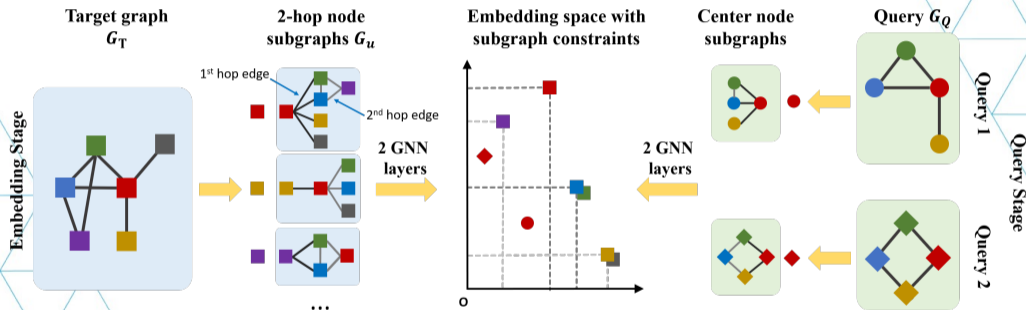 Target graph
G_T
2-hop node
subgraphs G_u
Embedding space with
subgraph constraints
Center node
subgraphs
Query G_Q
Embedding Stage
1st hop edge
2nd hop edge
2 GNN
layers
2 GNN
layers
Query 1
Query 2
Query Stage
...
O